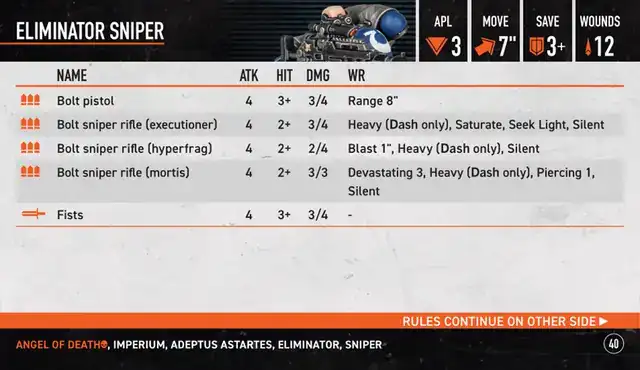 ELIMINATOR SNIPER
APL 3
MOVE 7"
SAVE 3+
WOUNDS 12
NAME ATK HIT DMG WR
Bolt pistol 4 3+ 3/4 Range 8"
Bolt sniper rifle (executioner) 4 2+ 3/4 Heavy (Dash only), Saturate, Seek Light, Silent
Bolt sniper rifle (hyperfrag) 4 2+ 2/4 Blast 1", Heavy (Dash only), Silent
Bolt sniper rifle (mortis) 4 2+ 3/3 Devastating 3, Heavy (Dash only), Piercing 1,
Silent
Fists 4 3+ 3/4 -
RULES CONTINUE ON OTHER SIDE ▶
ANGEL OF DEATH, IMPERIUM, ADEPTUS ASTARTES, ELIMINATOR, SNIPER
40